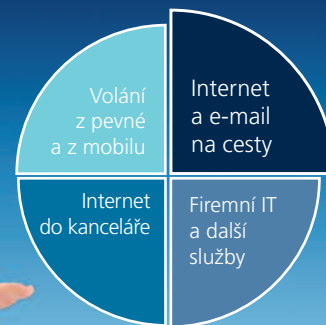 Volání
z pevné
a z mobilu
Internet
a e-mail
na cesty
Internet
do kanceláře
Firemní IT
a další
služby